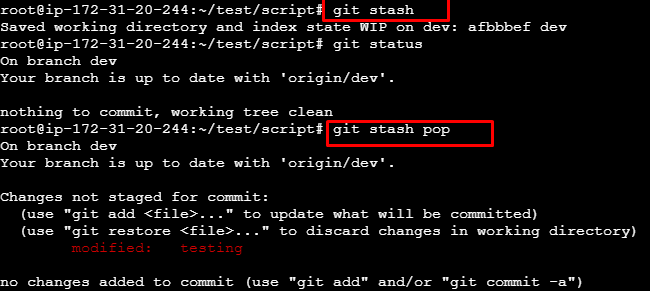 root@ip-172-31-20-244:~/test/script# git stash
Saved working directory and index state WIP on dev: afbbbef dev
root@ip-172-31-20-244:~/test/script# git status
On branch dev
Your branch is up to date with 'origin/dev'.
nothing to commit, working tree clean
root@ip-172-31-20-244:~/test/script# git stash pop
On branch dev
Your branch is up to date with 'origin/dev'.
Changes not staged for commit:
  (use "git add <file>..." to update what will be committed)
  (use "git restore <file>..." to discard changes in working directory)
        modified:   testing
no changes added to commit (use "git add" and/or "git commit -a")